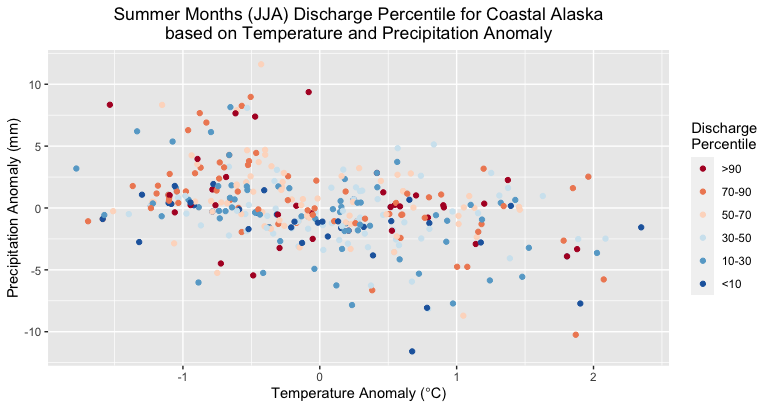 Summer Months (JJA) Discharge Percentile for Coastal Alaska
based on Temperature and Precipitation Anomaly
Precipitation Anomaly (mm)
10
5
0
-5
-10
-1
0
1
2
Temperature Anomaly (°C)
Discharge
Percentile
>90
70-90
50-70
30-50
10-30
<10